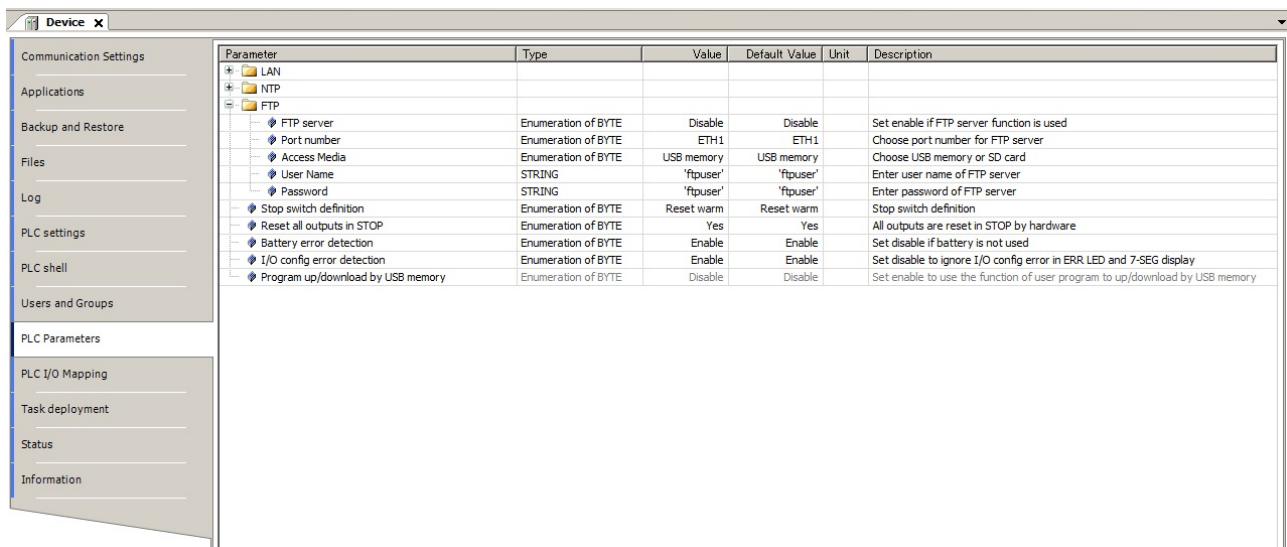 Device
Communication Settings
Applications
Backup and Restore
Files
Log
PLC settings
PLC shell
Users and Groups
PLC Parameters
PLC I/O Mapping
Task deployment
Status
Information
Parameter Type Value Default Value Unit Description
LAN
NTP
FTP
FTP server Enumeration of BYTE Disable Disable Set enable if FTP server function is used
Port number Enumeration of BYTE ETH1 ETH1 Choose port number for FTP server
Access Media Enumeration of BYTE USB memory USB memory Choose USB memory or SD card
User Name STRING 'ftpuser' 'ftpuser' Enter user name of FTP server
Password STRING 'ftpuser' 'ftpuser' Enter password of FTP server
Stop switch definition Enumeration of BYTE Reset warm Reset warm Stop switch definition
Reset all outputs in STOP Enumeration of BYTE Yes Yes All outputs are reset in STOP by hardware
Battery error detection Enumeration of BYTE Enable Enable Set disable if battery is not used
I/O config error detection Enumeration of BYTE Enable Enable Set disable to ignore I/O config error in ERR LED and 7-SEG display
Program up/download by USB memory Enumeration of BYTE Disable Disable Set enable to use the function of user program to up/download by USB memory